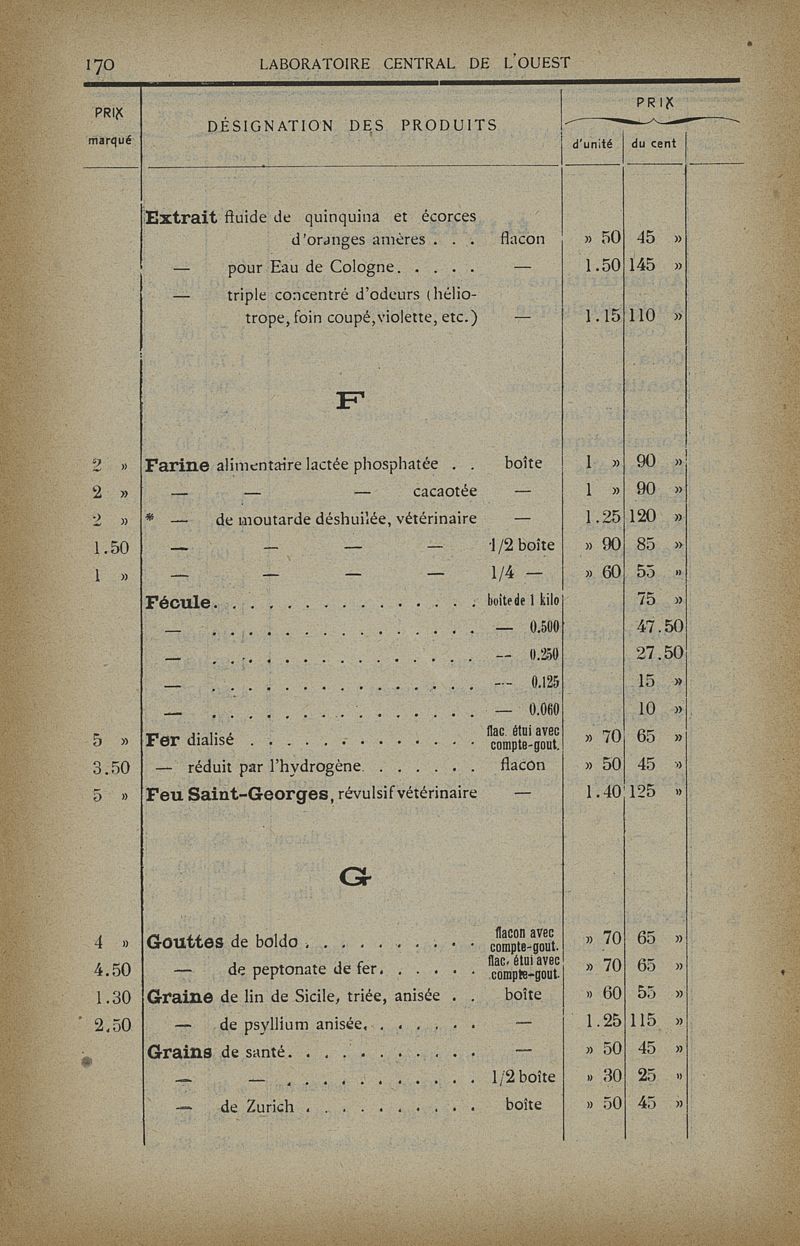 170 LABORATOIRE CENTRAL DE L'OUEST
PRIX marqué DÉSIGNATION DES PRODUITS PRIX d'unité du cent
Extrait fluide de quinquina et écorces
d'oranges amères . . . flacon » 50 45 »
— pour Eau de Cologne. . . . . . — 1.50 145 »
— triple concentré d'odeurs (hélio-
trope, foin coupé, violette, etc.) — 1.15 110 »
F
2 » Farine alimentaire lactée phosphatée . . boîte 1 » 90 »
2 » — — — cacaotée — 1 » 90 »
2 » * — de moutarde déshuilée, vétérinaire — 1.25 120 »
1.50 — — — — 1/2 boîte » 90 85 »
1 » — — — — 1/4 — » 60 55 »
Fécule. . . . . . . . . . . . . . . boîte de 1 kilo 75 »
— . . . . . . . . . . . . . . . — 0.500 47.50
— . . . . . . . . . . . . . . . — 0.250 27.50
— . . . . . . . . . . . . . . . — 0.125 15 »
— . . . . . . . . . . . . . . . — 0.060 10 »
5 » Fer dialisé . . . . . . . . . . . . . flac. étui avec compte-gout. » 70 65 »
3.50 — réduit par l'hydrogène. . . . . . . flacon » 50 45 »
5 » Feu Saint-Georges, révulsif vétérinaire — 1.40 125 »
G
4 » Gouttes de boldo . . . . . . . . . . flacon avec compte-gout. » 70 65 »
4.50 — de peptonate de fer. . . . . . flac. étui avec compte-gout. » 70 65 »
1.30 Graine de lin de Sicile, triée, anisée . . boîte » 60 55 »
2.50 — de psyllium anisée. . . . . . . — 1.25 115 »
Grains de santé. . . . . . . . . . . — » 50 45 »
— — . . . . . . . . . . . 1/2 boîte » 30 25 »
— de Zurich . . . . . . . . . . boîte » 50 45 »